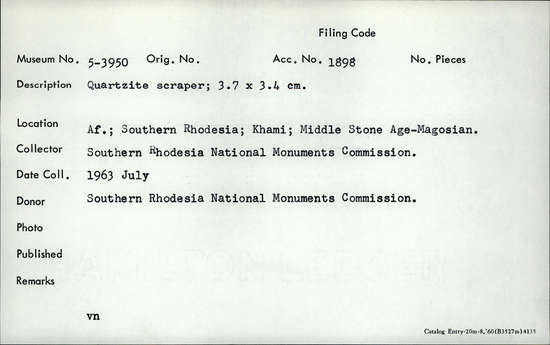 Filing Code
Museum No. 5-3950 Orig. No. Acc. No. 1898 No. Pieces
Description Quartzite scraper; 3.7 x 3.4 cm.
Location Af.; Southern Rhodesia; Khami; Middle Stone Age-Magosian.
Collector Southern Rhodesia National Monuments Commission.
Date Coll. 1963 July
Donor Southern Rhodesia National Monuments Commission.
Photo
Published
Remarks
vn
Catalog Entry-20m-8,'60(B3527m)4135